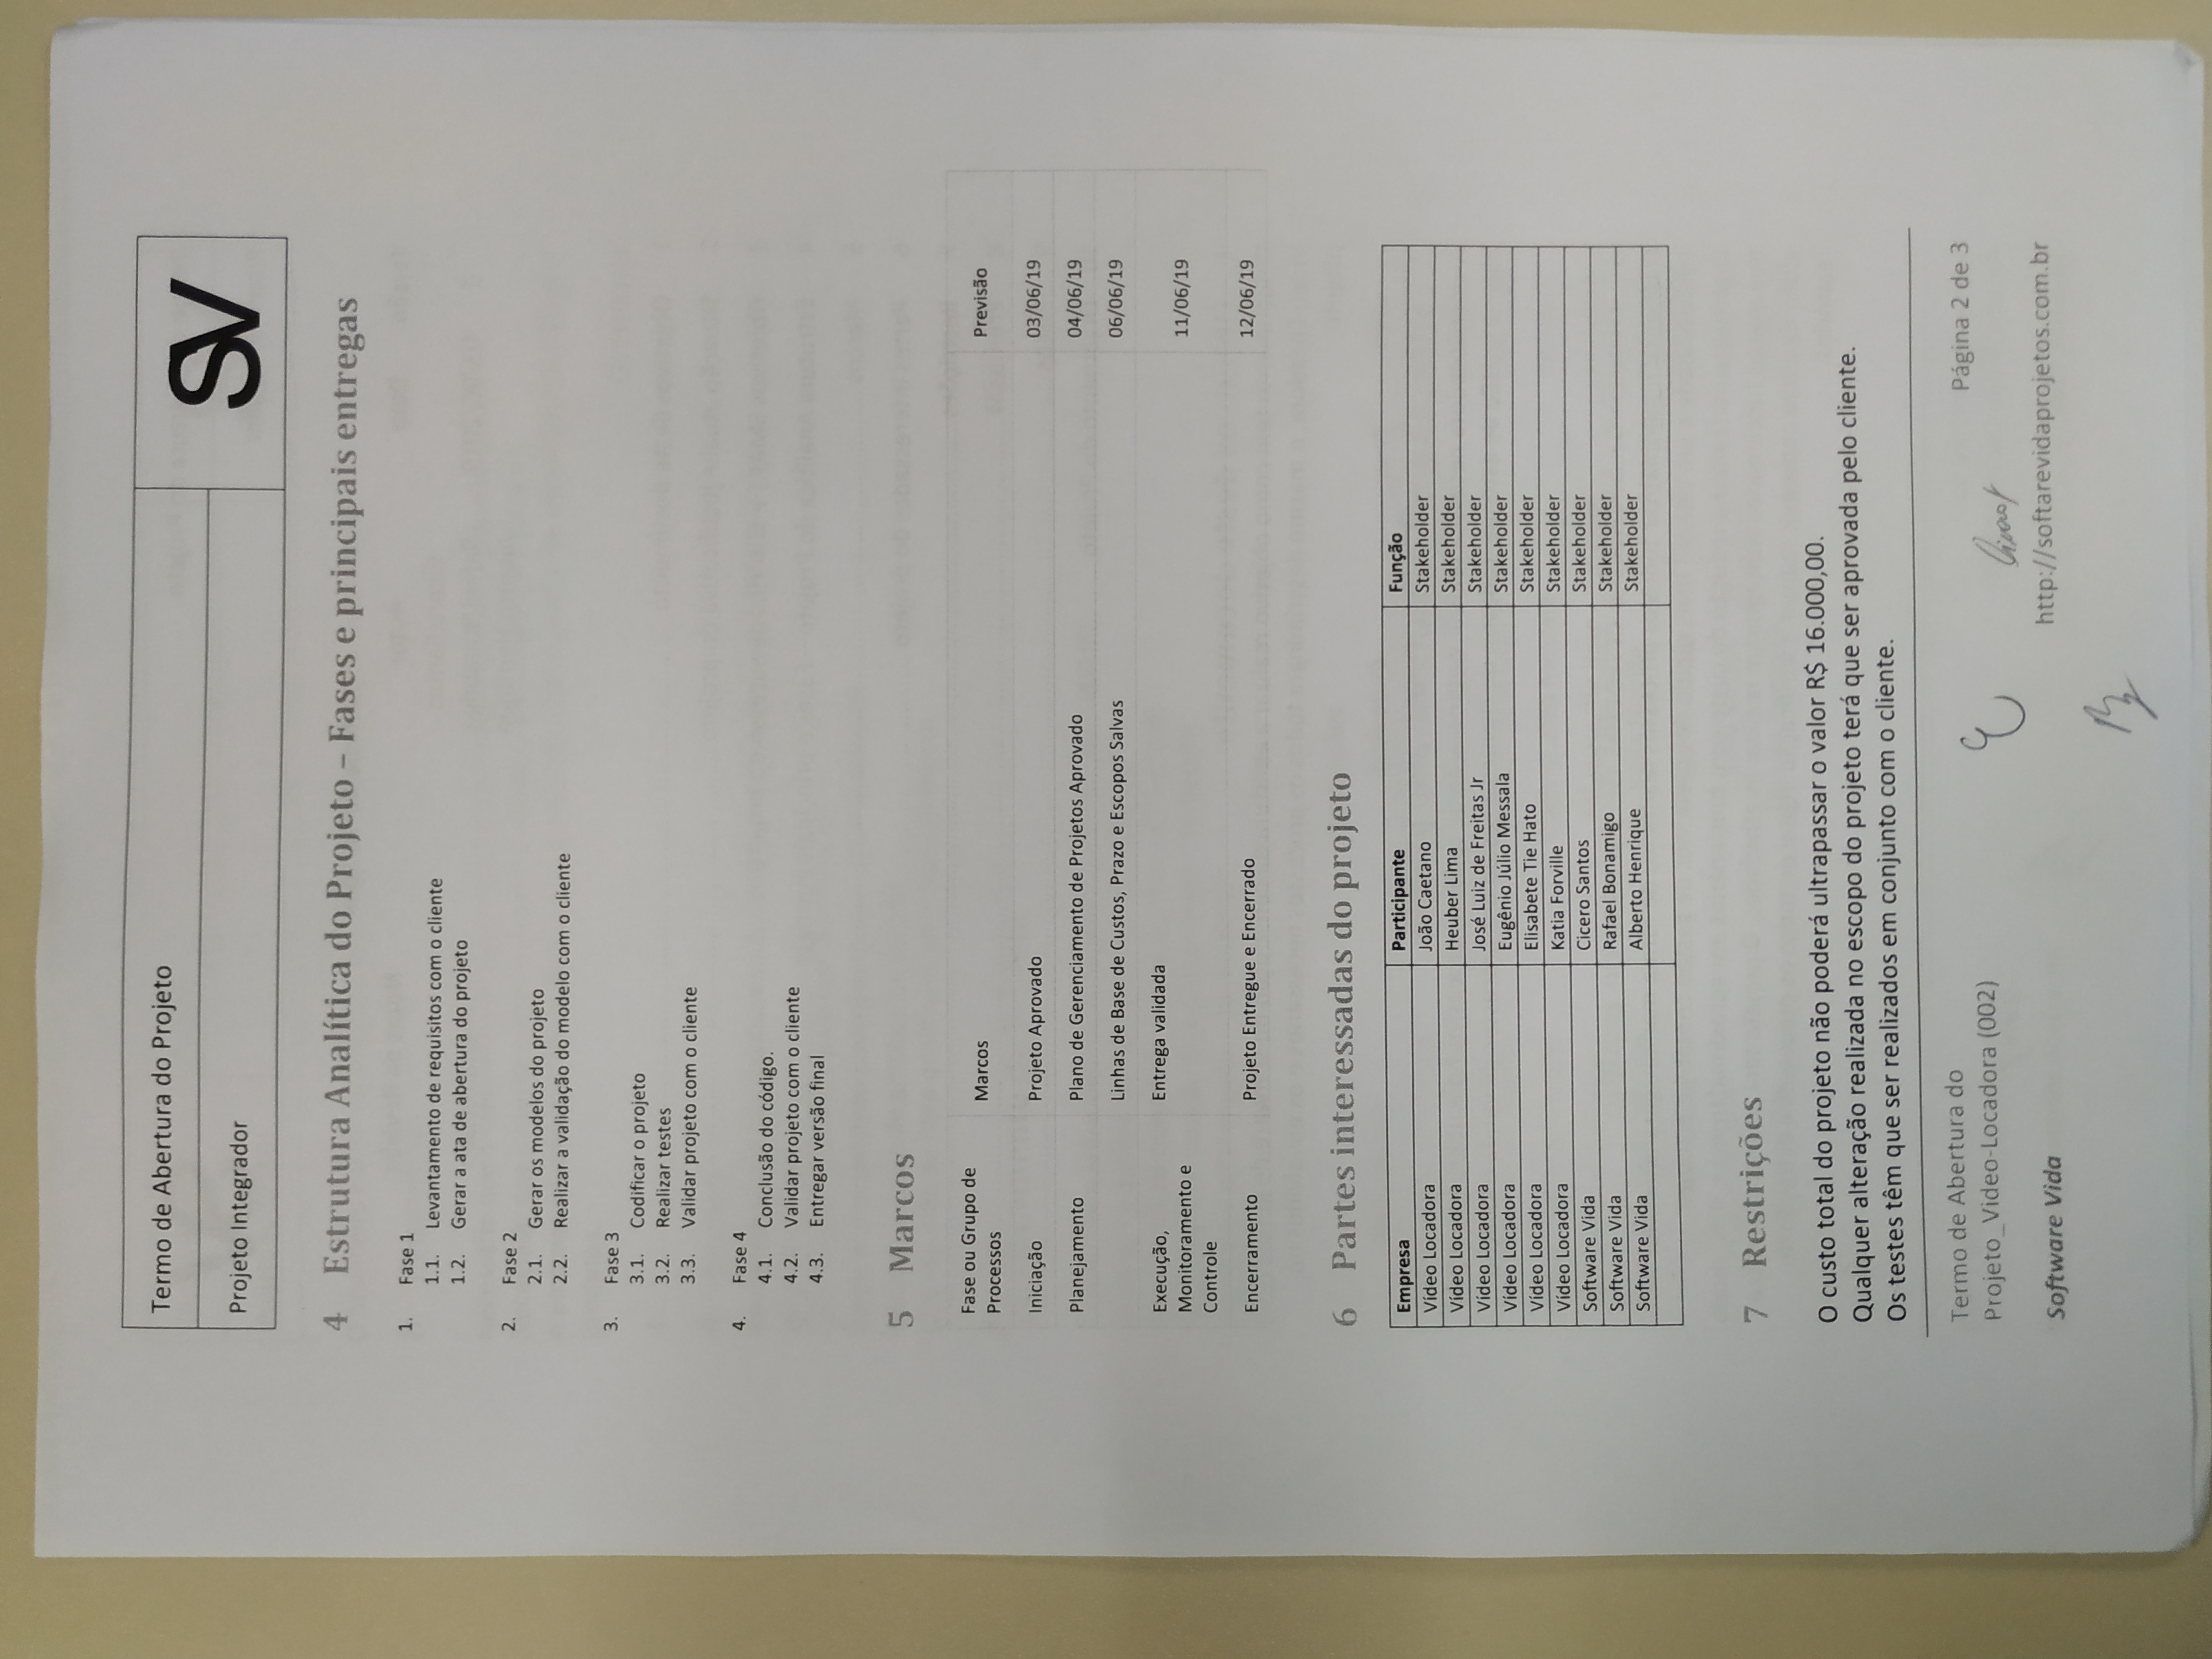 Termo de Abertura do Projeto
SV
Projeto Integrador
4 Estrutura Analítica do Projeto – Fases e principais entregas
1. Fase 1
1.1. Levantamento de requisitos com o cliente
1.2. Gerar a ata de abertura do projeto
2. Fase 2
2.1. Gerar os modelos do projeto
2.2. Realizar a validação do modelo com o cliente
3. Fase 3
3.1. Codificar o projeto
3.2. Realizar testes
3.3. Validar projeto com o cliente
4. Fase 4
4.1. Conclusão do código.
4.2. Validar projeto com o cliente
4.3. Entregar versão final
5 Marcos
Fase ou Grupo de
Processos
Marcos
Previsão
Iniciação Projeto Aprovado 03/06/19
Planejamento Plano de Gerenciamento de Projetos Aprovado 04/06/19
Linhas de Base de Custos, Prazo e Escopos Salvas 06/06/19
Execução,
Monitoramento e
Controle
Entrega validada
11/06/19
Encerramento Projeto Entregue e Encerrado 12/06/19
6 Partes interessadas do projeto
Empresa Participante Função
Vídeo Locadora João Caetano Stakeholder
Vídeo Locadora Heuber Lima Stakeholder
Vídeo Locadora José Luiz de Freitas Jr Stakeholder
Vídeo Locadora Eugênio Júlio Messala Stakeholder
Vídeo Locadora Elisabete Tie Hato Stakeholder
Vídeo Locadora Katia Forville Stakeholder
Software Vida Cicero Santos Stakeholder
Software Vida Rafael Bonamigo Stakeholder
Software Vida Alberto Henrique Stakeholder
7 Restrições
O custo total do projeto não poderá ultrapassar o valor R$ 16.000,00.
Qualquer alteração realizada no escopo do projeto terá que ser aprovada pelo cliente.
Os testes têm que ser realizados em conjunto com o cliente.
Termo de Abertura do
Projeto_Video-Locadora (002)
Página 2 de 3
Software Vida
http://softarevidaprojetos.com.br